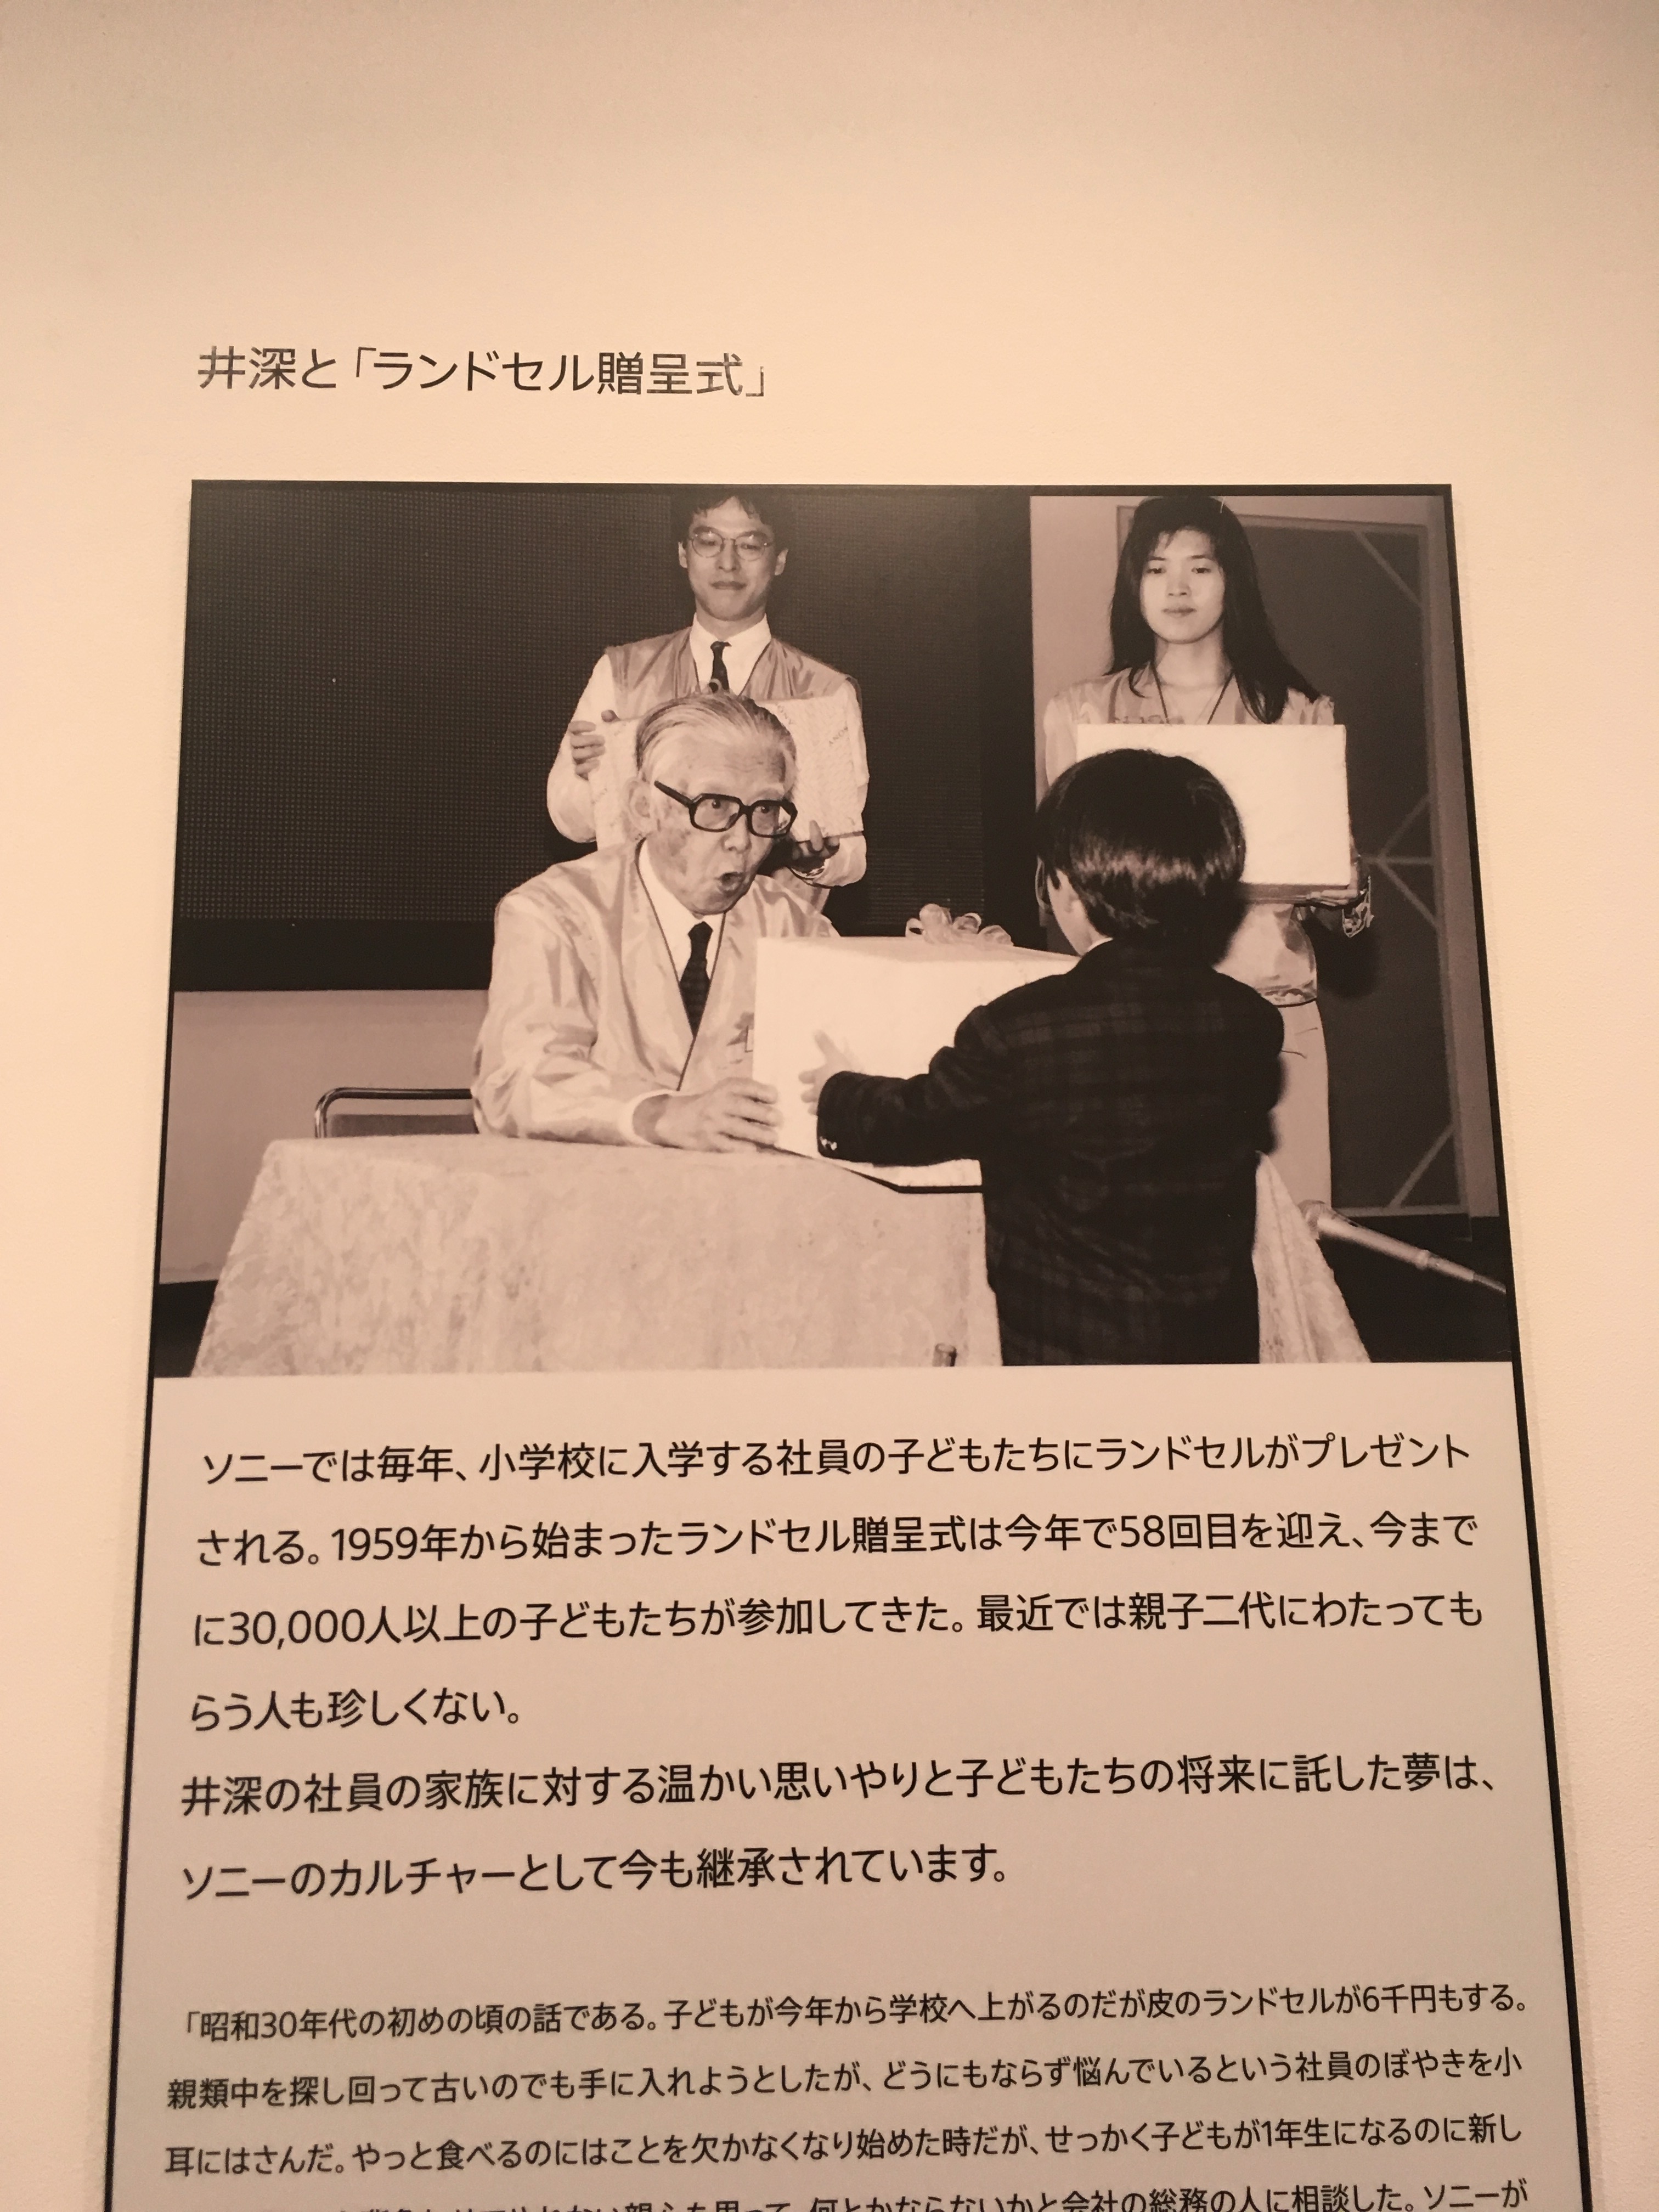 井深と「ランドセル贈呈式」
ソニーでは毎年、小学校に入学する社員の子どもたちにランドセルがプレゼント
される。1959年から始まったランドセル贈呈式は今年で58回目を迎え、今まで
に30,000人以上の子どもたちが参加してきた。最近では親子二代にわたっても
らう人も珍しくない。
井深の社員の家族に対する温かい思いやりと子どもたちの将来に託した夢は、
ソニーのカルチャーとして今も継承されています。
「昭和30年代の初めの頃の話である。子どもが今年から学校へ上がるのだが皮のランドセルが6千円もする。
親類中を探し回って古いのでも手に入れようとしたが、どうにもならず悩んでいるという社員のぼやきを小
耳にはさんだ。やっと食べるのにはことを欠かなくなり始めた時だが、せっかく子どもが1年生になるのに新し
親心を思って、何とかならないかと会社の総務の人に相談した。ソニーが